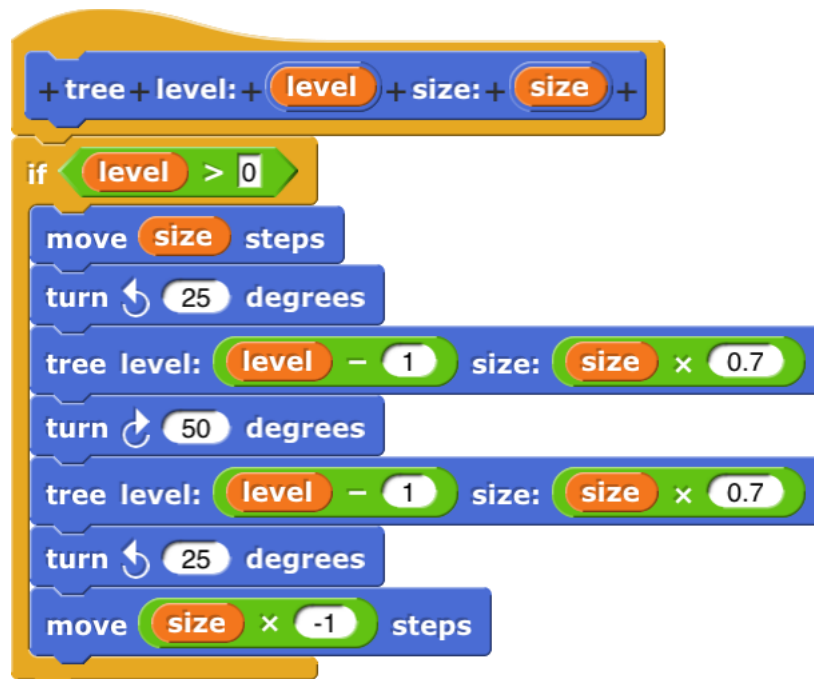 + tree + level: + level + size: + size +
if level > 0
move size steps
turn 25 degrees
tree level: level − 1 size: size × 0.7
turn 50 degrees
tree level: level − 1 size: size × 0.7
turn 25 degrees
move size × -1 steps